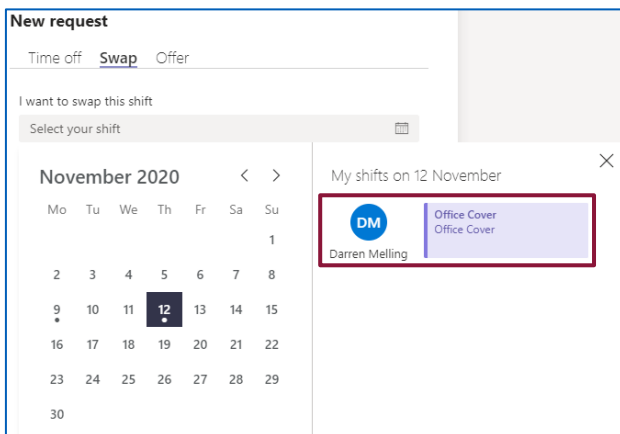 New request
Time off Swap Offer
I want to swap this shift
Select your shift
November 2020 < >
Mo Tu We Th Fr Sa Su
1
2 3 4 5 6 7 8
9 10 11 12 13 14 15
16 17 18 19 20 21 22
23 24 25 26 27 28 29
30
My shifts on 12 November
DM
Darren Melling
Office Cover
Office Cover